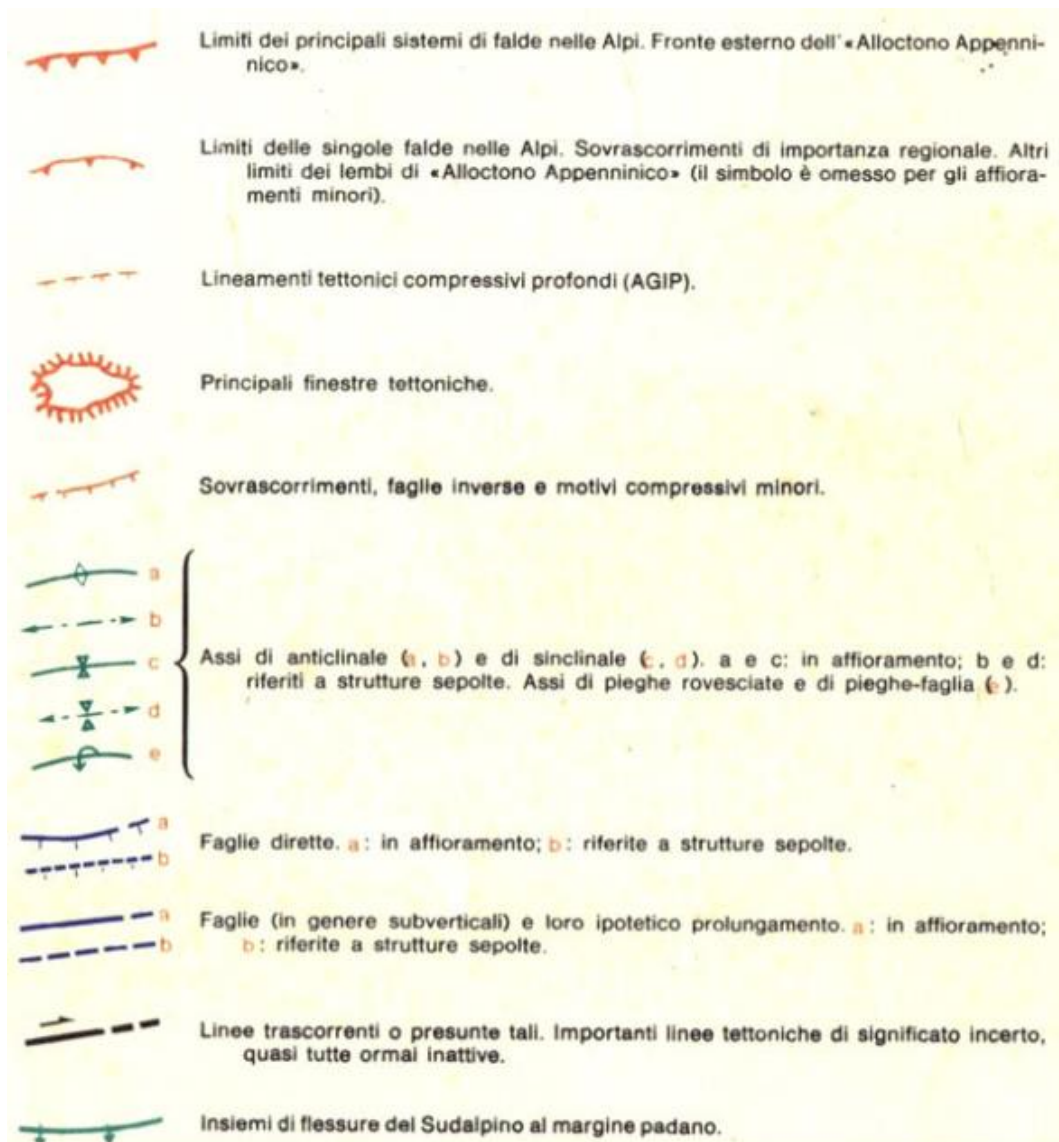 Limiti dei principali sistemi di falde nelle Alpi. Fronte esterno dell'«Alloctono Appenni-
nico».
Limiti delle singole falde nelle Alpi. Sovrascorrimenti di importanza regionale. Altri
limiti dei lembi di «Alloctono Appenninico» (il simbolo è omesso per gli affiora-
menti minori).
Lineamenti tettonici compressivi profondi (AGIP).
Principali finestre tettoniche.
Sovrascorrimenti, faglie inverse e motivi compressivi minori.
a
b
c
d
e
Assi di anticlinale (a, b) e di sinclinale (c, d). a e c: in affioramento; b e d:
riferiti a strutture sepolte. Assi di pieghe rovesciate e di pieghe-faglia (e).
a
b
Faglie dirette. a: in affioramento; b: riferite a strutture sepolte.
a
b
Faglie (in genere subverticali) e loro ipotetico prolungamento. a: in affioramento;
b: riferite a strutture sepolte.
Linee trascorrenti o presunte tali. Importanti linee tettoniche di significato incerto,
quasi tutte ormai inattive.
Insiemi di flessure del Sudalpino al margine padano.